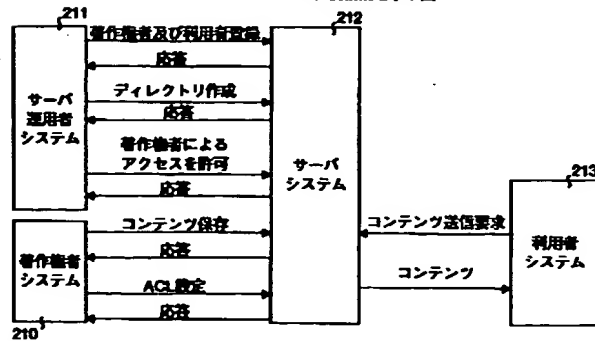 211
212
著作権者及び利用者登録
応答
ディレクトリ作成
応答
サーバ
運用者
システム
著作権者による
アクセスを許可
応答
サーバ
システム
213
コンテンツ保存
応答
著作権者
システム
ACL設定
応答
210
コンテンツ送信要求
コンテンツ
利用者
システム